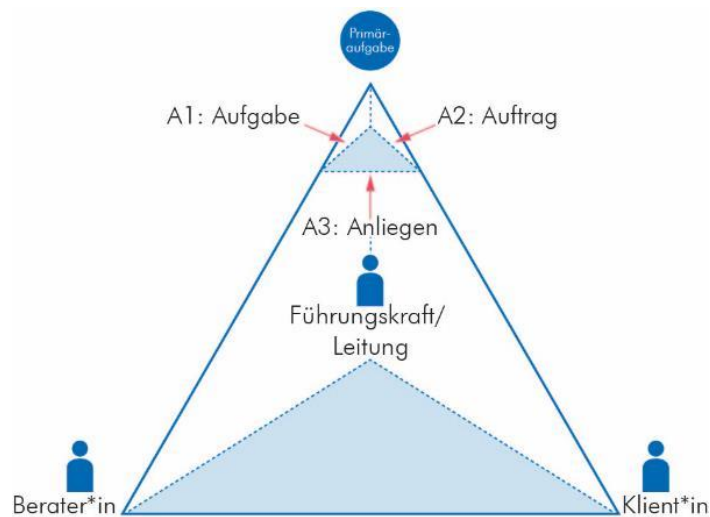 Primär-
aufgabe
A1: Aufgabe
A2: Auftrag
A3: Anliegen
Führungskraft/
Leitung
Berater*in
Klient*in